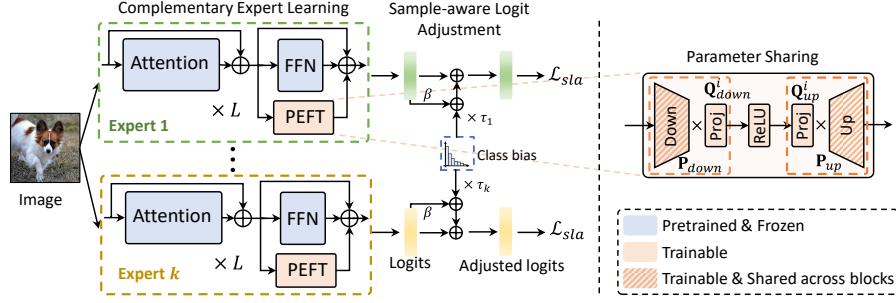 Complementary Expert Learning
Sample-aware Logit
Adjustment
Attention
FFN
PEFT
× L
Expert 1
β
× τ₁
ℒ_sla
Class bias
Image
Attention
FFN
PEFT
× L
Expert k
β
× τₖ
ℒ_sla
Logits
Adjusted logits
Parameter Sharing
Down
P_down
×
Proj
Q^i_down
ReLU
Proj
Q^i_up
×
Up
P_up
Pretrained & Frozen
Trainable
Trainable & Shared across blocks